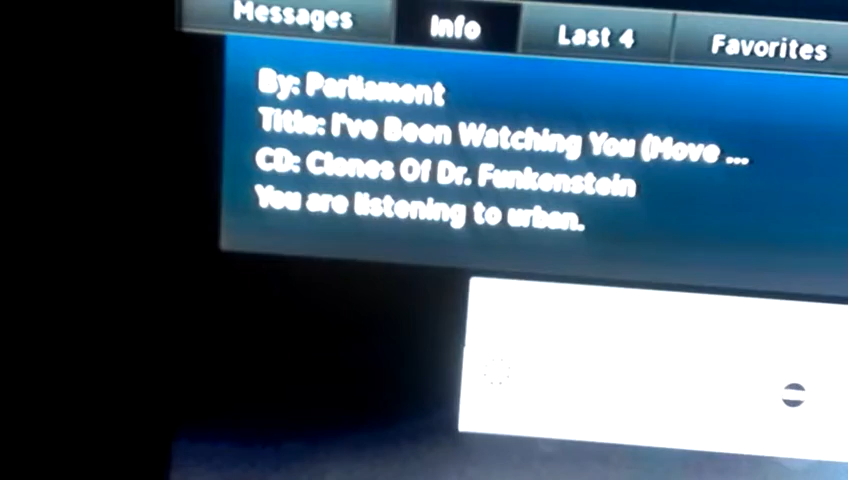 Messages Info Last 4 Favorites
By: Parliament
Title: I've Been Watching You (Move ...
CD: Clones Of Dr. Funkenstein
You are listening to urban.